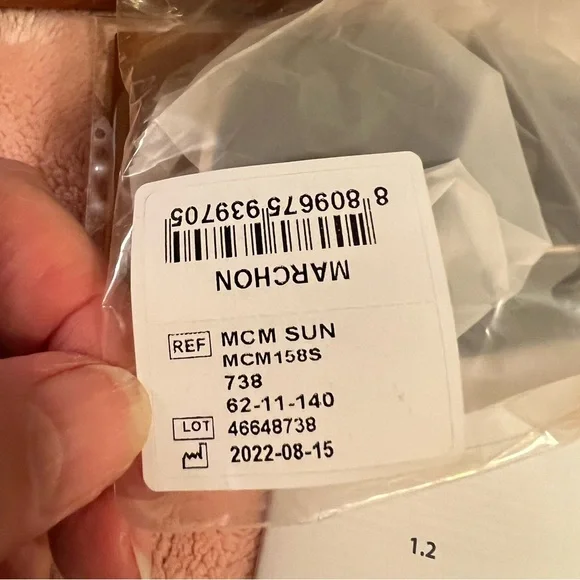 8 809675 939705
MARCHON
REF MCM SUN
MCM158S
738
62-11-140
LOT 46648738
2022-08-15
1.2